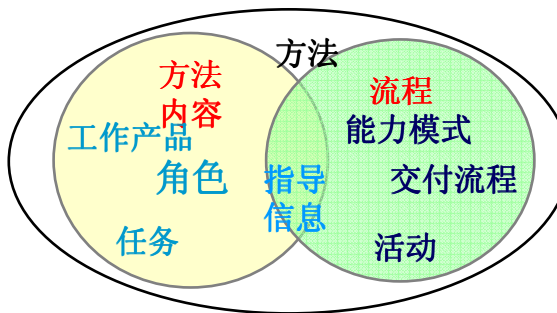 方法
方法
内容
工作产品
角色
任务
指导
信息
流程
能力模式
交付流程
活动